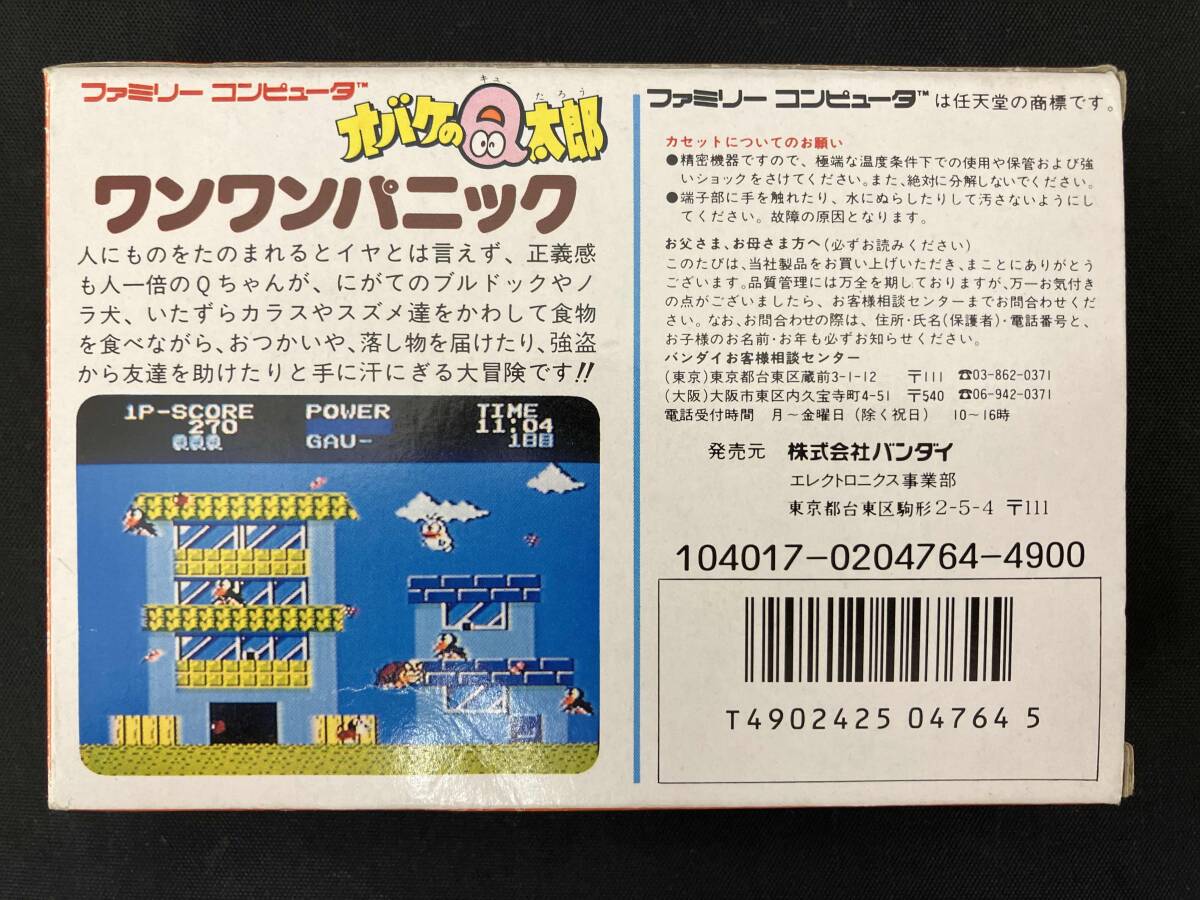 ファミリー コンピュータ™
キュー たろう
オバケのQ太郎
ワンワンパニック
人にものをたのまれるとイヤとは言えず、正義感
も人一倍のQちゃんが、にがてのブルドックやノ
ラ犬、いたずらカラスやスズメ達をかわして食物
を食べながら、おつかいや、落し物を届けたり、強盗
から友達を助けたりと手に汗にぎる大冒険です!!
1P-SCORE POWER TIME
270 11:04
GAU-
ファミリー コンピュータ™は任天堂の商標です。
カセットについてのお願い
●精密機器ですので、極端な温度条件下での使用や保管および強
いショックをさけてください。また、絶対に分解しないでください。
●端子部に手を触れたり、水にぬらしたりして汚さないようにし
てください。故障の原因となります。
お父さま、お母さま方へ(必ずお読みください)
このたびは、当社製品をお買い上げいただき、まことにありがとう
ございます。品質管理には万全を期しておりますが、万一お気付き
の点がございましたら、お客様相談センターまでお問合わせくださ
い。なお、お問合わせの際は、住所・氏名(保護者)・電話番号と、
お子様のお名前・お年も必ずお知らせください。
バンダイお客様相談センター
(東京)東京都台東区蔵前3-1-12 〒111 ☎03-862-0371
(大阪)大阪市東区内久宝寺町4-51 〒540 ☎06-942-0371
電話受付時間 月〜金曜日(除く祝日) 10〜16時
発売元 株式会社バンダイ
エレクトロニクス事業部
東京都台東区駒形2-5-4 〒111
104017-0204764-4900
T4902425 04764 5